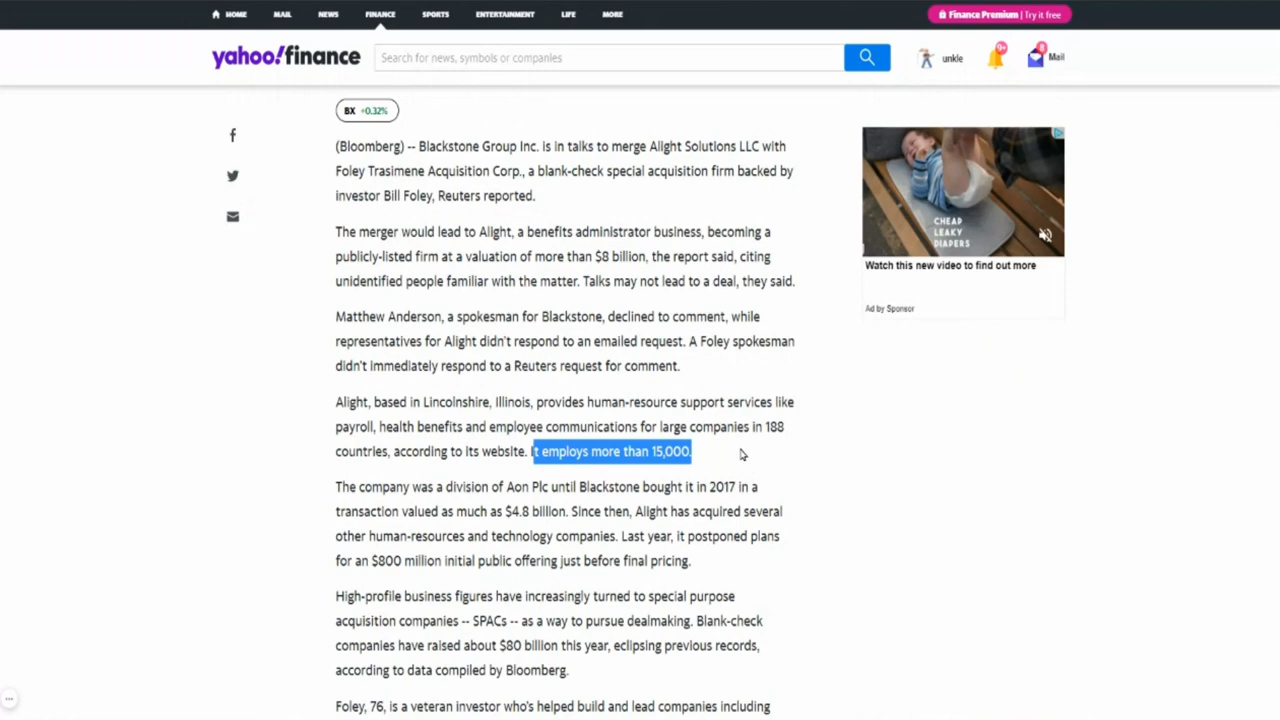 HOME MAIL NEWS FINANCE SPORTS ENTERTAINMENT LIFE MORE Finance Premium | Try it free
yahoo!finance Search for news, symbols or companies unkle 9+ 8 Mail
BX +0.32%
(Bloomberg) -- Blackstone Group Inc. is in talks to merge Alight Solutions LLC with
Foley Trasimene Acquisition Corp., a blank-check special acquisition firm backed by
investor Bill Foley, Reuters reported.
The merger would lead to Alight, a benefits administrator business, becoming a
publicly-listed firm at a valuation of more than $8 billion, the report said, citing
unidentified people familiar with the matter. Talks may not lead to a deal, they said.
Matthew Anderson, a spokesman for Blackstone, declined to comment, while
representatives for Alight didn't respond to an emailed request. A Foley spokesman
didn't immediately respond to a Reuters request for comment.
Alight, based in Lincolnshire, Illinois, provides human-resource support services like
payroll, health benefits and employee communications for large companies in 188
countries, according to its website. It employs more than 15,000.
The company was a division of Aon Plc until Blackstone bought it in 2017 in a
transaction valued as much as $4.8 billion. Since then, Alight has acquired several
other human-resources and technology companies. Last year, it postponed plans
for an $800 million initial public offering just before final pricing.
High-profile business figures have increasingly turned to special purpose
acquisition companies -- SPACs -- as a way to pursue dealmaking. Blank-check
companies have raised about $80 billion this year, eclipsing previous records,
according to data compiled by Bloomberg.
Foley, 76, is a veteran investor who's helped build and lead companies including
CHEAP
LEAKY
DIAPERS
Watch this new video to find out more
Ad by Sponsor